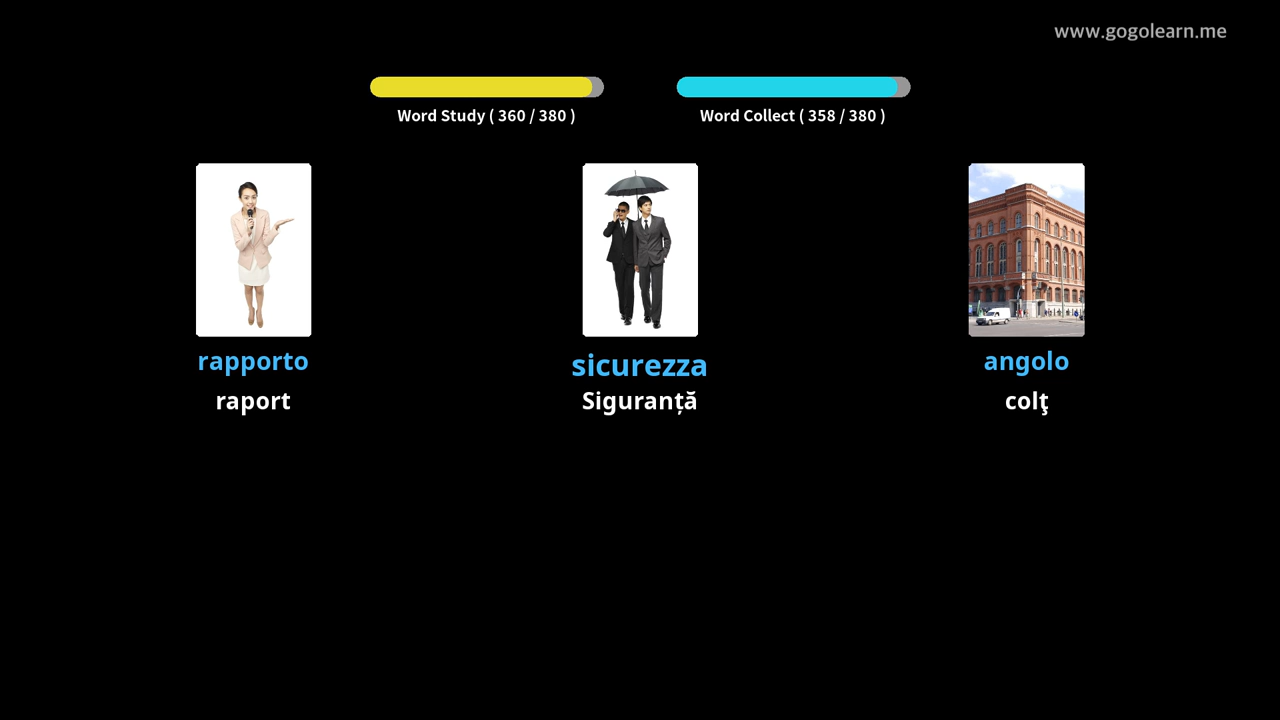 www.gogolearn.me
Word Study ( 360 / 380 )
Word Collect ( 358 / 380 )
rapporto
raport
sicurezza
Siguranță
angolo
colţ